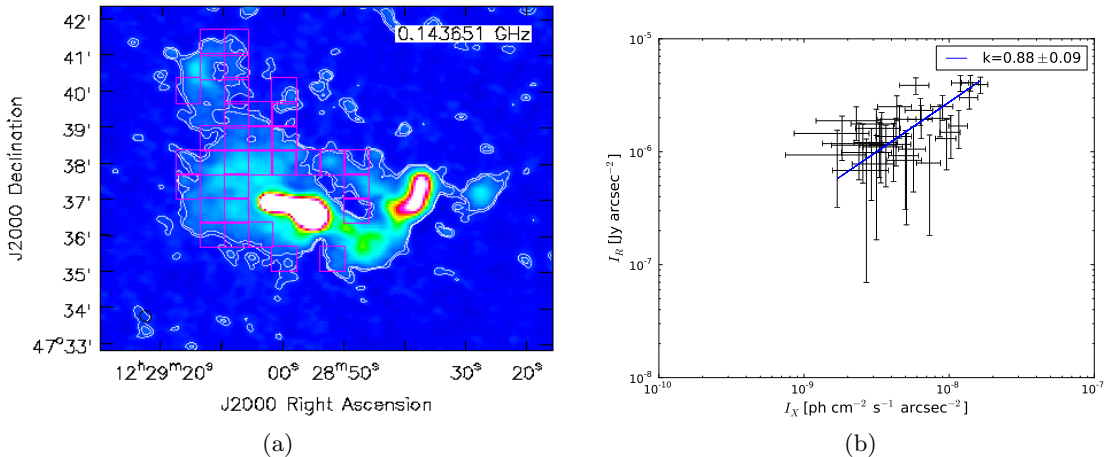 42'
41'
40'
39'
38'
37'
36'
35'
34'
47°33'
J2000 Declination
0.143651 GHz
12ʰ29ᵐ20ˢ 00ˢ 28ᵐ50ˢ 30ˢ 20ˢ
J2000 Right Ascension
(a)
10⁻⁵
10⁻⁶
10⁻⁷
10⁻⁸
I_R [Jy arcsec⁻²]
k=0.88±0.09
10⁻¹⁰ 10⁻⁹ 10⁻⁸ 10⁻⁷
I_X [ph cm⁻² s⁻¹ arcsec⁻²]
(b)